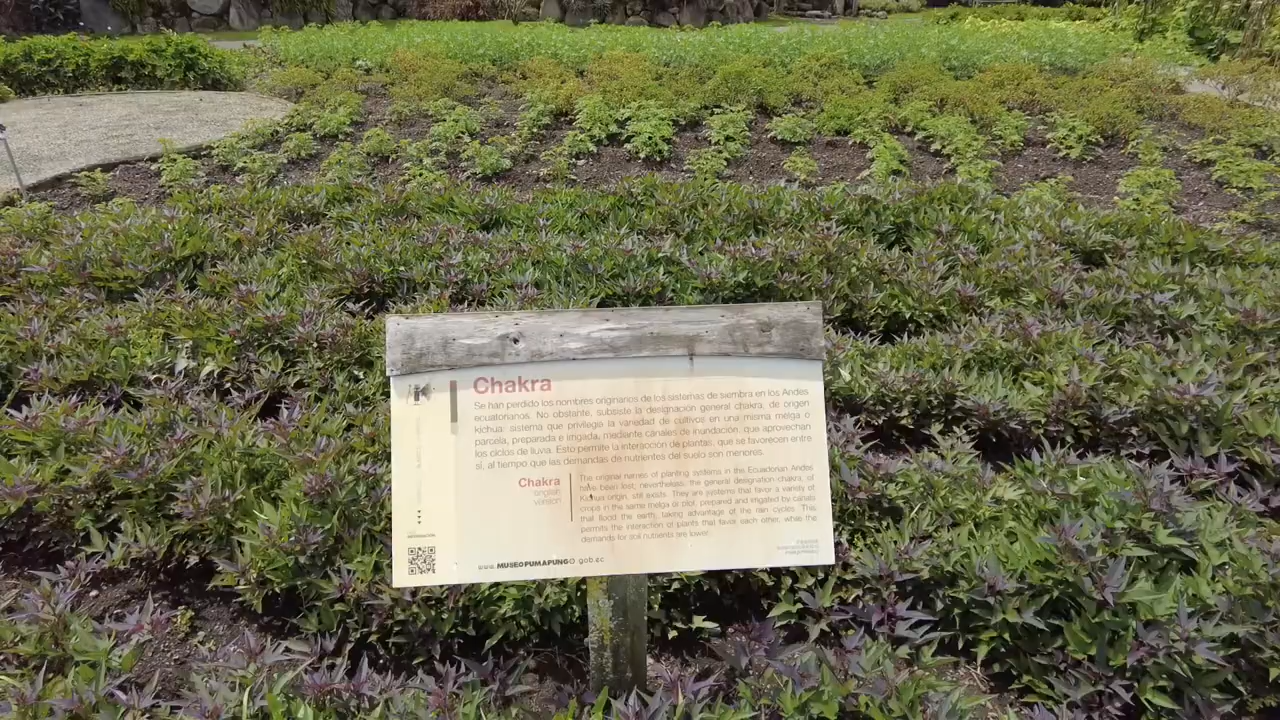 Chakra
Se han perdido los nombres originarios de los sistemas de siembra en los Andes
ecuatorianos. No obstante, subsiste la designación general chakra, de origen
kichua: sistema que privilegia la variedad de cultivos en una misma melga o
parcela, preparada e irrigada, mediante canales de inundación, que aprovechan
los ciclos de lluvia. Esto permite la interacción de plantas, que se favorecen entre
sí, al tiempo que las demandas de nutrientes del suelo son menores.
Chakra
english
version
The original names of planting systems in the Ecuadorian Andes
have been lost; nevertheless, the general designation chakra, of
Kichua origin, still exists. They are systems that favor a variety of
crops in the same melga or plot, prepared and irrigated by canals
that flood the earth, taking advantage of the rain cycles. This
permits the interaction of plants that favor each other, while the
demands for soil nutrients are lower.
www.MUSEOPUMAPUNGO.gob.ec